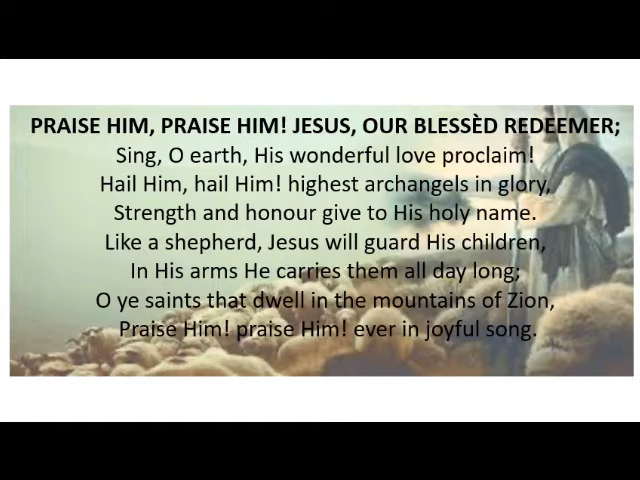 PRAISE HIM, PRAISE HIM! JESUS, OUR BLESSÈD REDEEMER;
Sing, O earth, His wonderful love proclaim!
Hail Him, hail Him! highest archangels in glory,
Strength and honour give to His holy name.
Like a shepherd, Jesus will guard His children,
In His arms He carries them all day long;
O ye saints that dwell in the mountains of Zion,
Praise Him! praise Him! ever in joyful song.